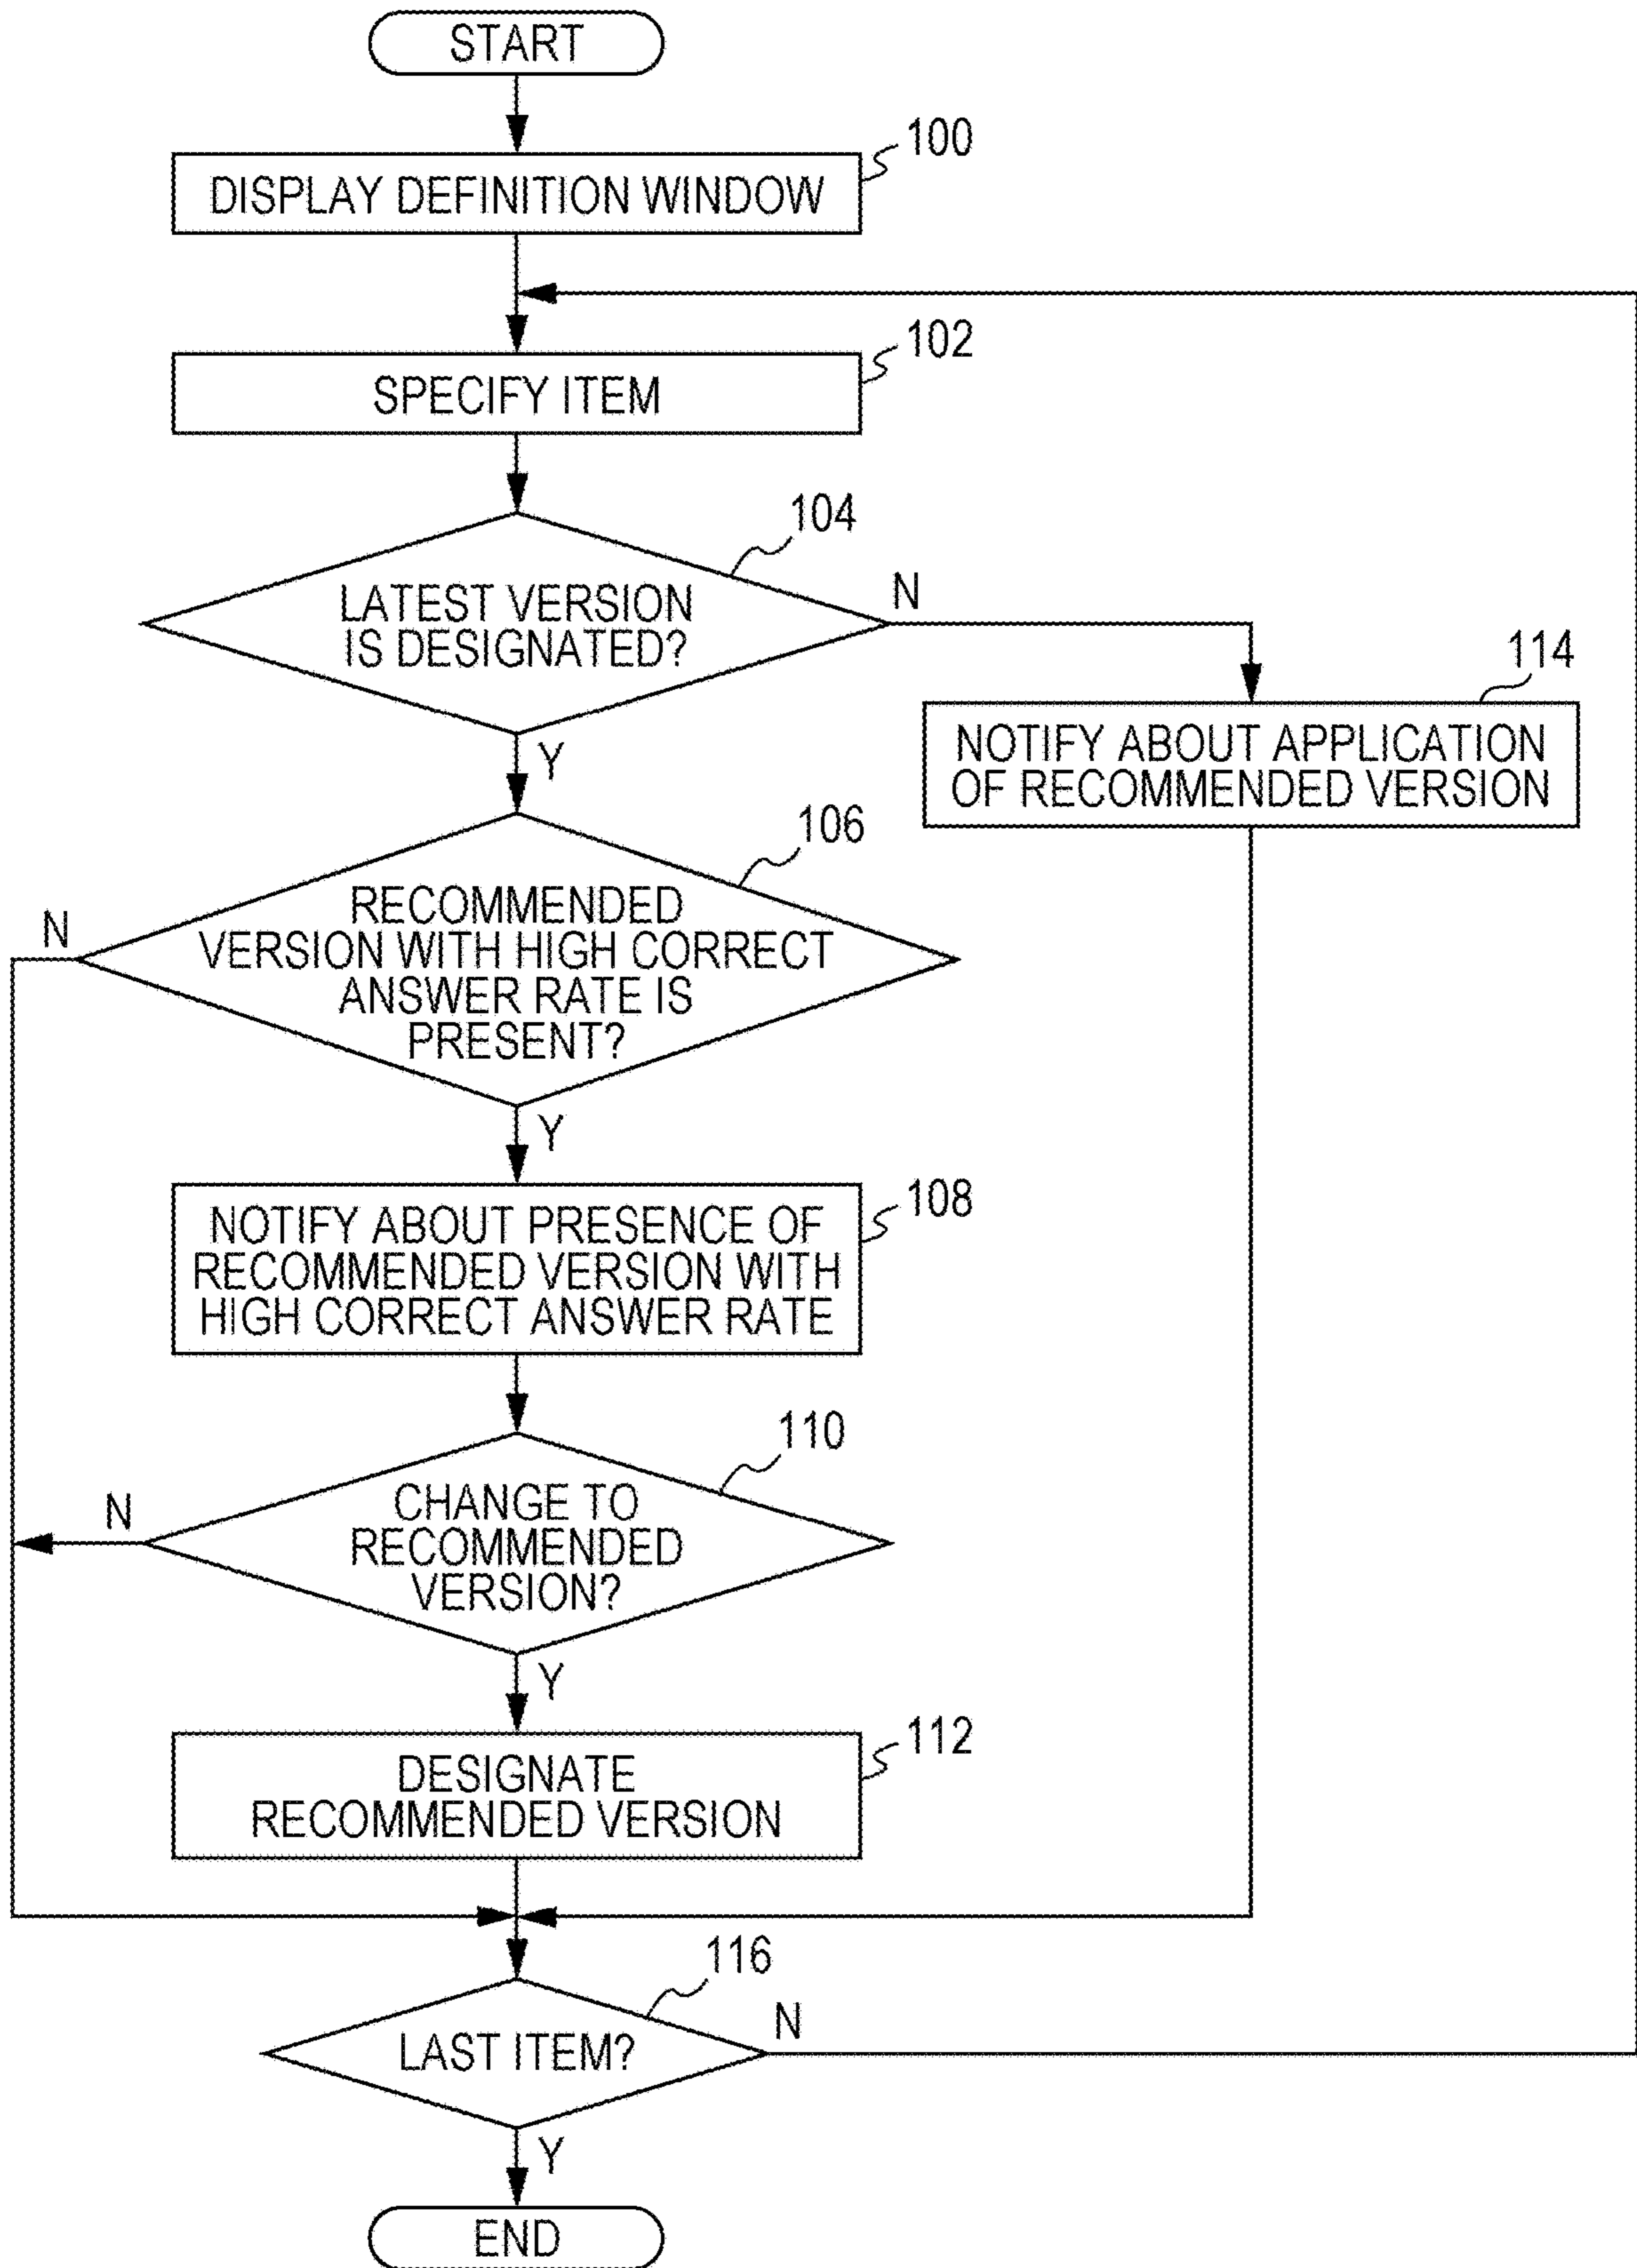 START
100
DISPLAY DEFINITION WINDOW
102
SPECIFY ITEM
104
LATEST VERSION
IS DESIGNATED?
N
Y
114
NOTIFY ABOUT APPLICATION
OF RECOMMENDED VERSION
106
RECOMMENDED
VERSION WITH HIGH CORRECT
ANSWER RATE IS
PRESENT?
N
Y
108
NOTIFY ABOUT PRESENCE OF
RECOMMENDED VERSION WITH
HIGH CORRECT ANSWER RATE
110
CHANGE TO
RECOMMENDED
VERSION?
N
Y
112
DESIGNATE
RECOMMENDED VERSION
116
LAST ITEM?
N
Y
END